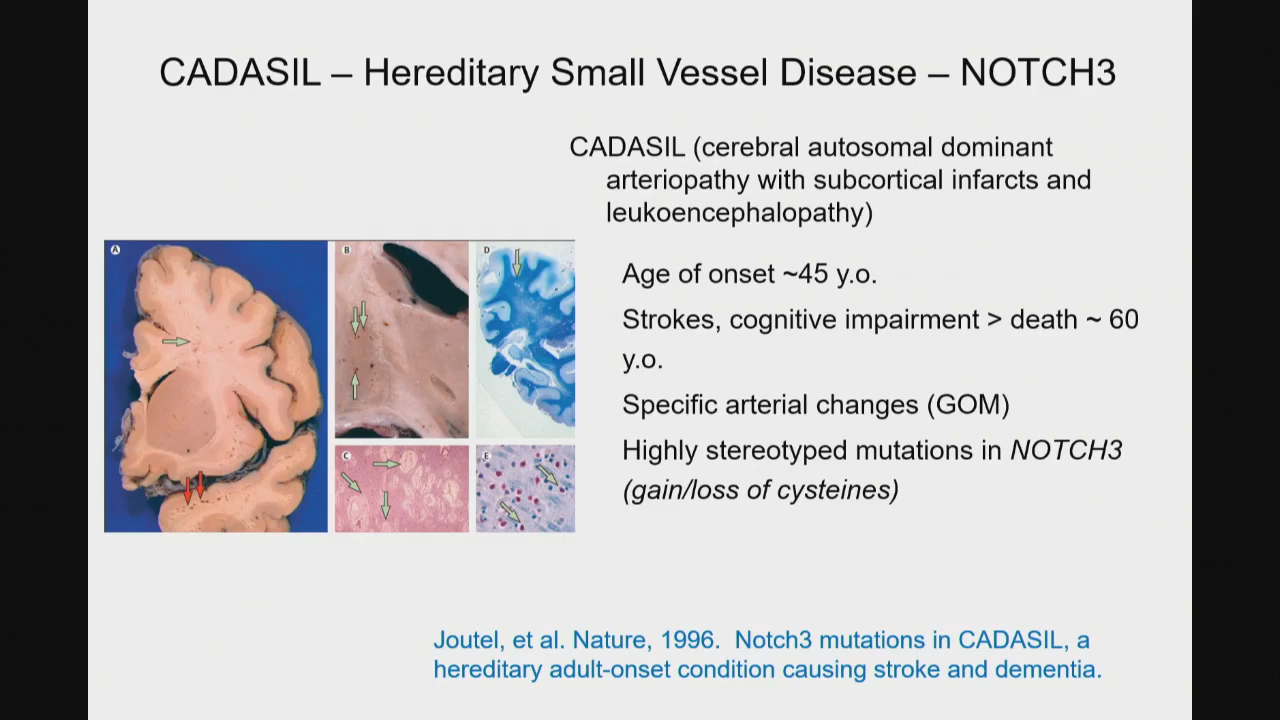 CADASIL – Hereditary Small Vessel Disease – NOTCH3
CADASIL (cerebral autosomal dominant
arteriopathy with subcortical infarcts and
leukoencephalopathy)
A
B
D
C
E
Age of onset ~45 y.o.
Strokes, cognitive impairment > death ~ 60
y.o.
Specific arterial changes (GOM)
Highly stereotyped mutations in NOTCH3
(gain/loss of cysteines)
Joutel, et al. Nature, 1996.  Notch3 mutations in CADASIL, a
hereditary adult-onset condition causing stroke and dementia.